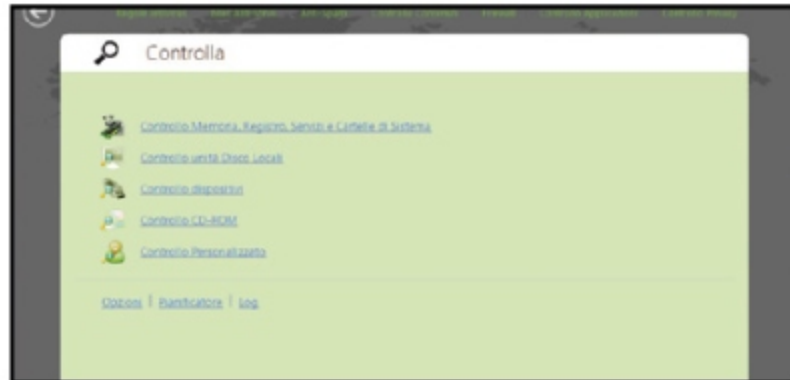 Controlla
Controllo Memoria, Registro, Servizi e Cartelle di Sistema
Controllo unità Disco Locali
Controllo dispositivi
Controllo CD-ROM
Controllo Personalizzato
Opzioni | Pianificatore | Log